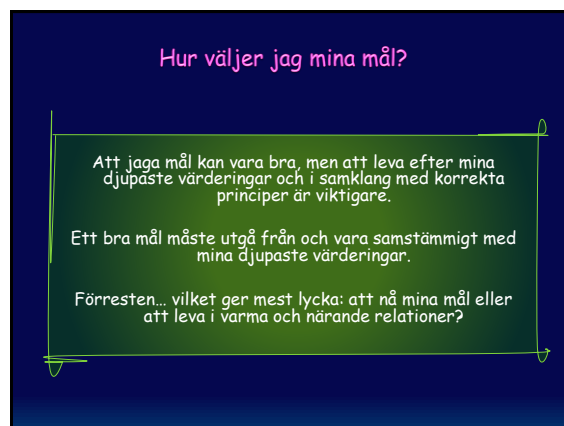 Hur väljer jag mina mål?
Att jaga mål kan vara bra, men att leva efter mina
djupaste värderingar och i samklang med korrekta
principer är viktigare.
Ett bra mål måste utgå från och vara samstämmigt med
mina djupaste värderingar.
Förresten… vilket ger mest lycka: att nå mina mål eller
att leva i varma och närande relationer?